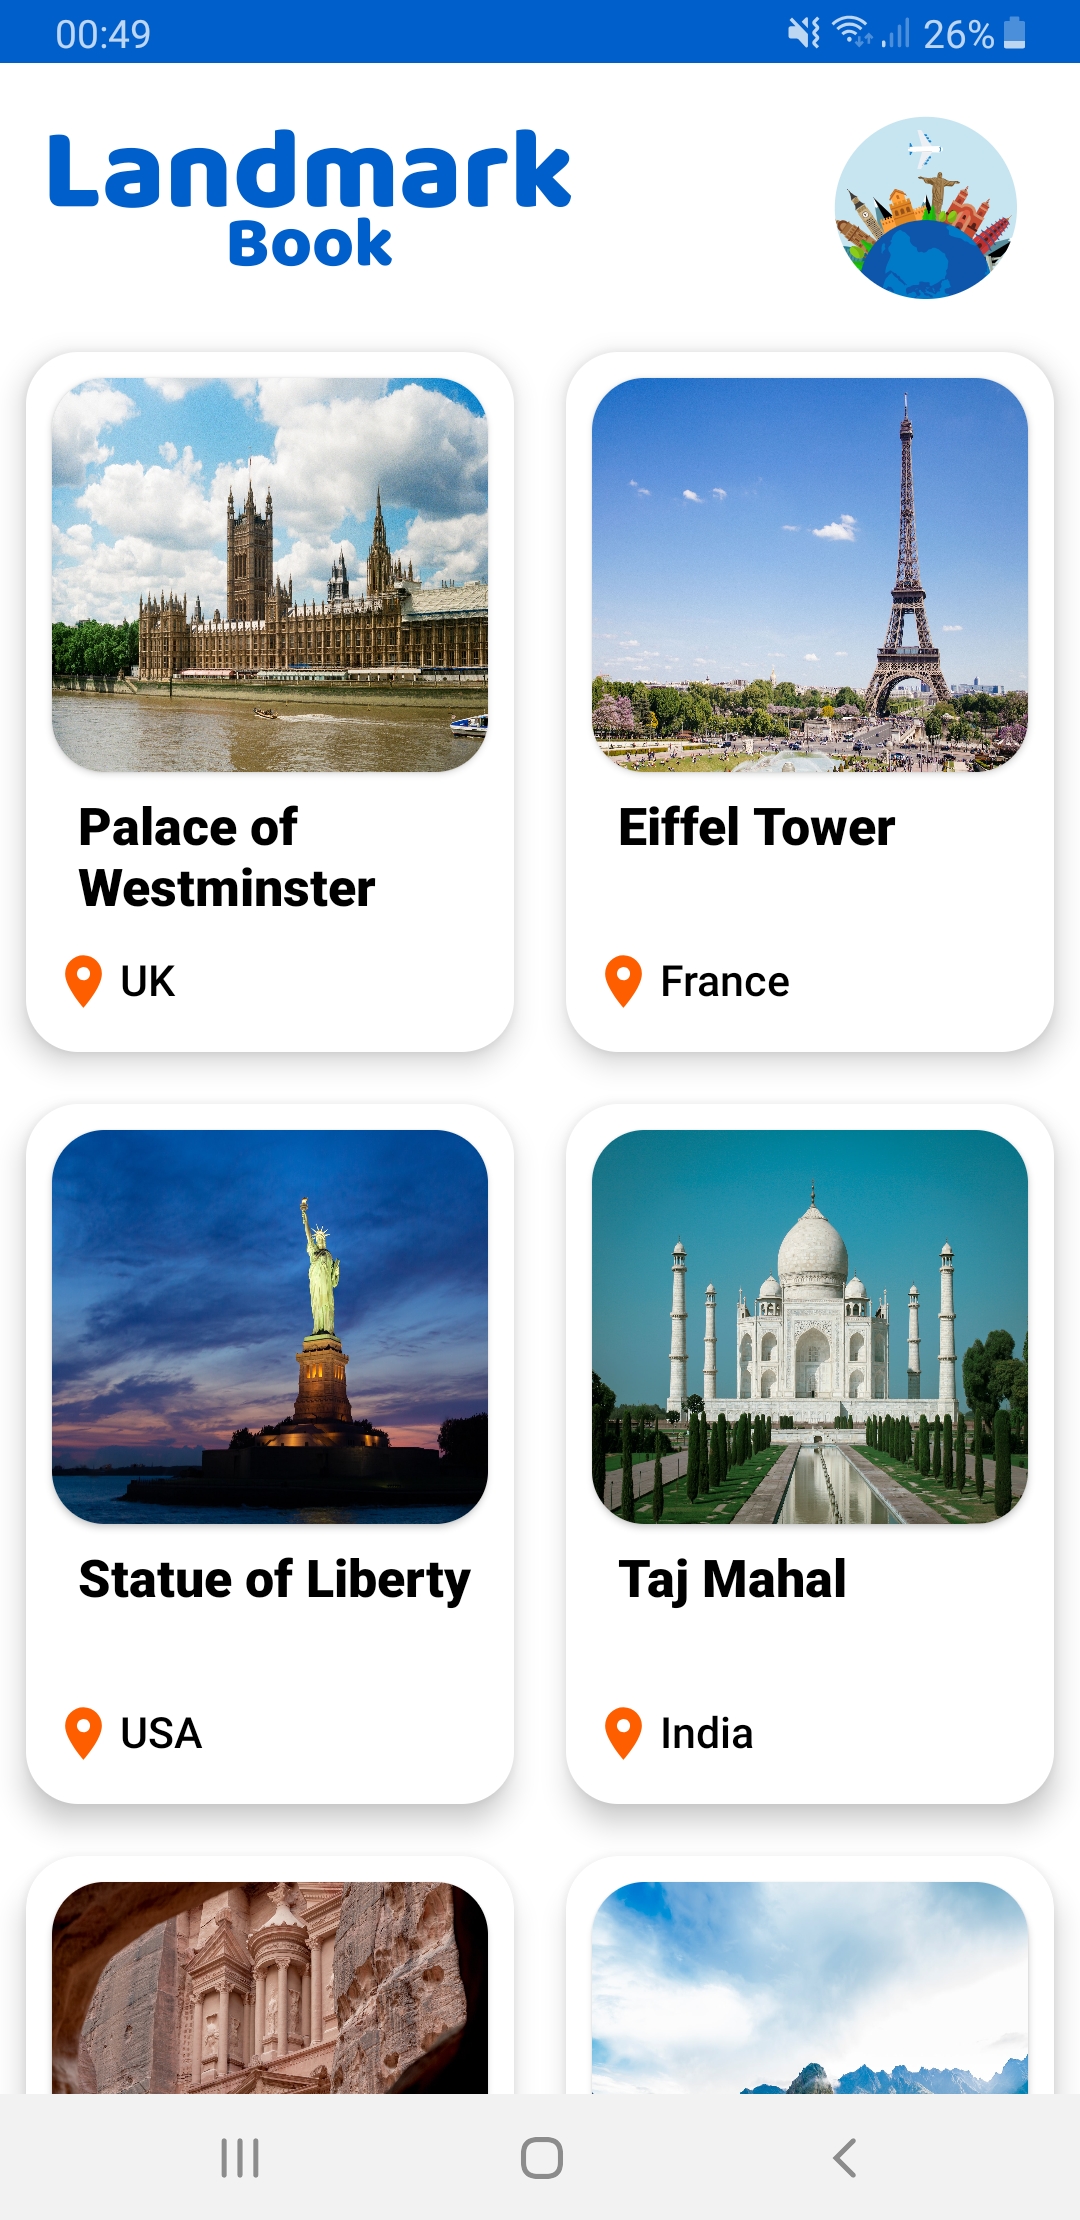 00:49 26%
Landmark
Book
Palace of
Westminster
UK
Eiffel Tower
France
Statue of Liberty
USA
Taj Mahal
India